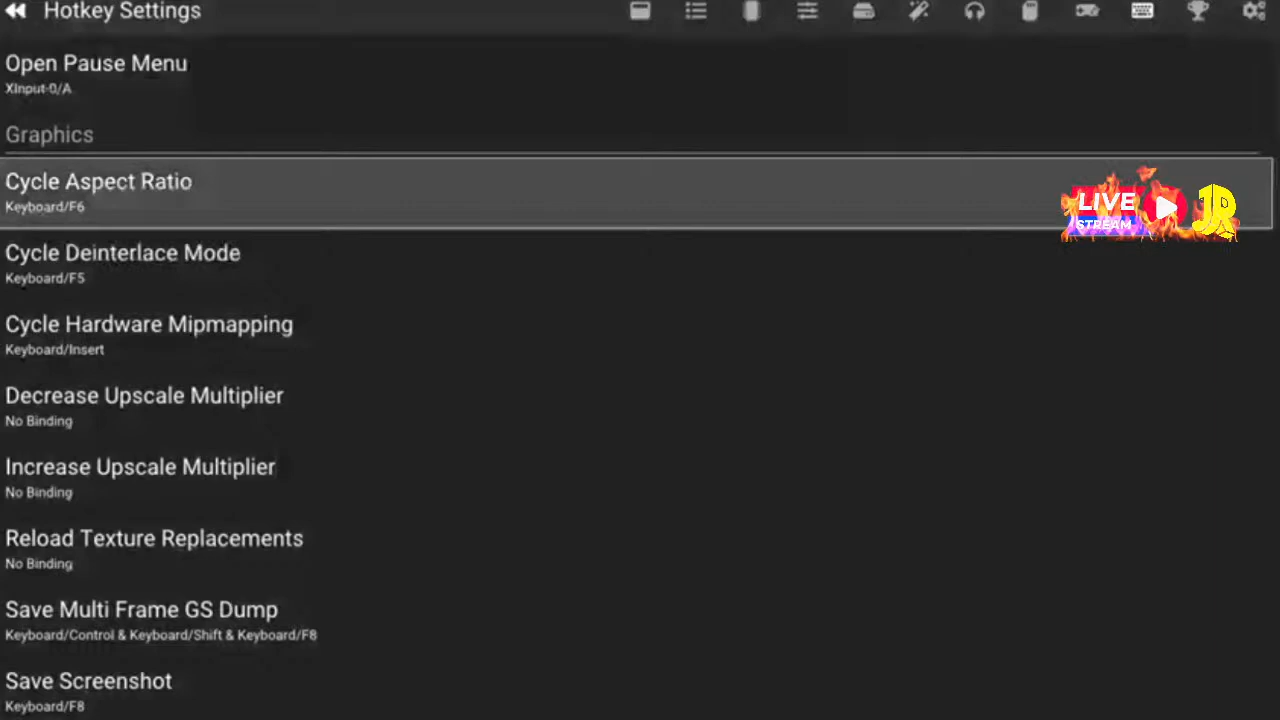 Hotkey Settings
Open Pause Menu
XInput-0/A
Graphics
Cycle Aspect Ratio
Keyboard/F6
LIVE
STREAM
JR
Cycle Deinterlace Mode
Keyboard/F5
Cycle Hardware Mipmapping
Keyboard/Insert
Decrease Upscale Multiplier
No Binding
Increase Upscale Multiplier
No Binding
Reload Texture Replacements
No Binding
Save Multi Frame GS Dump
Keyboard/Control & Keyboard/Shift & Keyboard/F8
Save Screenshot
Keyboard/F8